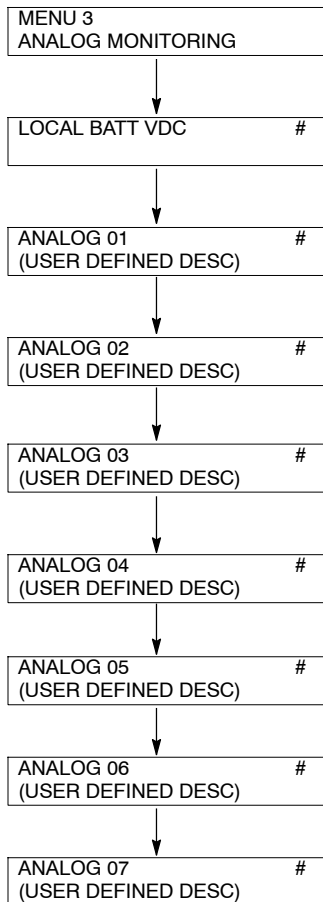 MENU 3
ANALOG MONITORING
LOCAL BATT VDC #
ANALOG 01 #
(USER DEFINED DESC)
ANALOG 02 #
(USER DEFINED DESC)
ANALOG 03 #
(USER DEFINED DESC)
ANALOG 04 #
(USER DEFINED DESC)
ANALOG 05 #
(USER DEFINED DESC)
ANALOG 06 #
(USER DEFINED DESC)
ANALOG 07 #
(USER DEFINED DESC)